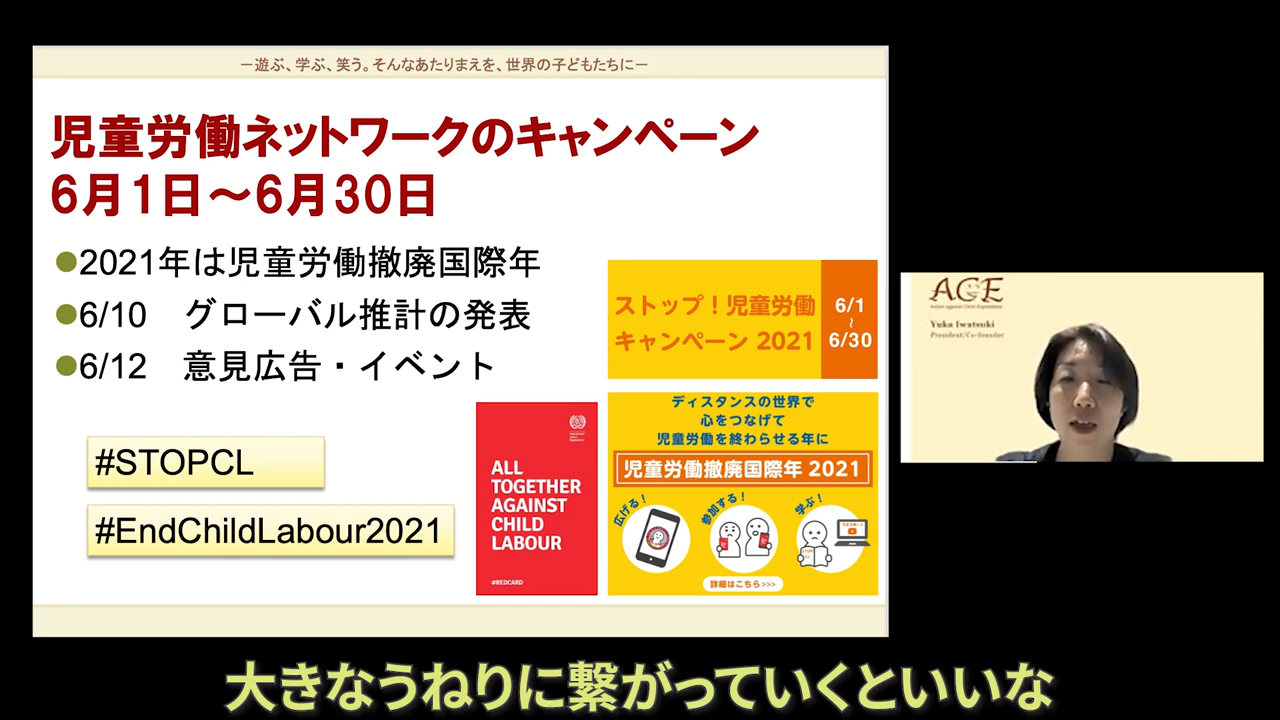 －遊ぶ、学ぶ、笑う。そんなあたりまえを、世界の子どもたちに－
児童労働ネットワークのキャンペーン
6月1日～6月30日
●2021年は児童労働撤廃国際年
●6/10　グローバル推計の発表
●6/12　意見広告・イベント
#STOPCL
#EndChildLabour2021
ALL
TOGETHER
AGAINST
CHILD
LABOUR
#REDCARD
ストップ！児童労働
キャンペーン 2021
6/1
～
6/30
ディスタンスの世界で
心をつなげて
児童労働を終わらせる年に
児童労働撤廃国際年 2021
広げる！
参加する！
学ぶ！
詳細はこちら>>>
ACE
Action against Child Exploitation
Yuka Iwatsuki
President/Co-founder
大きなうねりに繋がっていくといいな